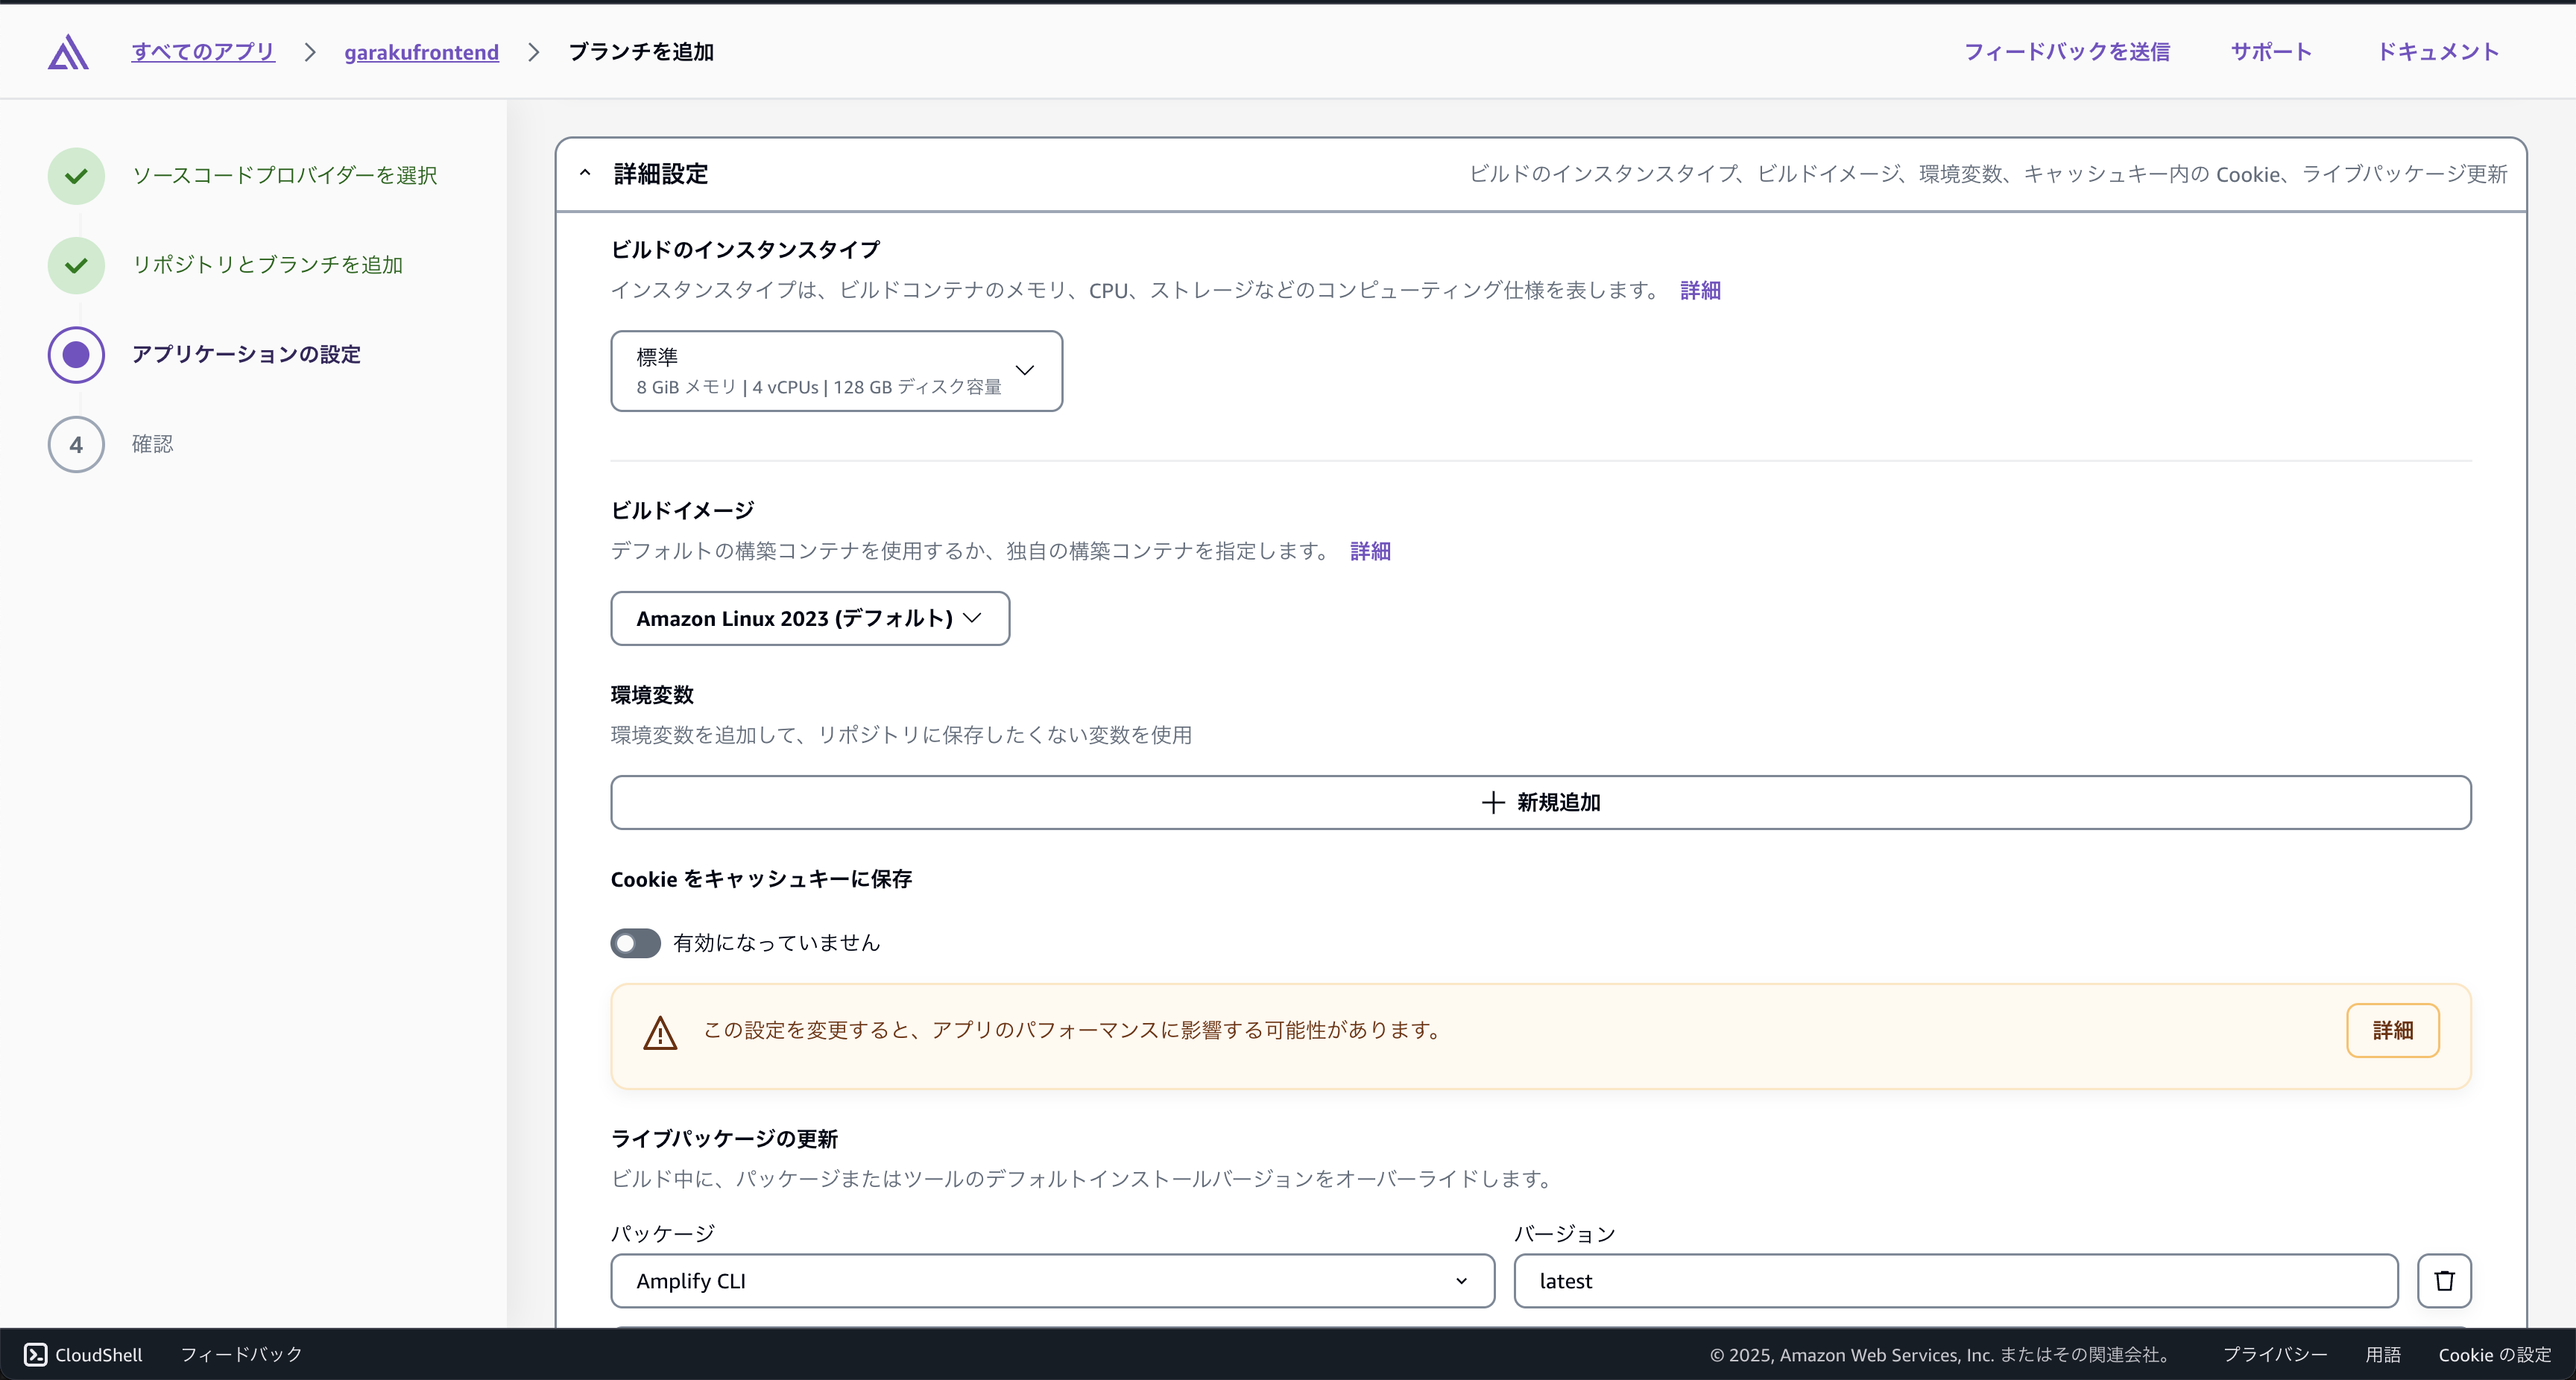 すべてのアプリ
garakufrontend
ブランチを追加
フィードバックを送信
サポート
ドキュメント
ソースコードプロバイダーを選択
リポジトリとブランチを追加
アプリケーションの設定
4
確認
詳細設定
ビルドのインスタンスタイプ、ビルドイメージ、環境変数、キャッシュキー内の Cookie、ライブパッケージ更新
ビルドのインスタンスタイプ
インスタンスタイプは、ビルドコンテナのメモリ、CPU、ストレージなどのコンピューティング仕様を表します。 詳細
標準
8 GiB メモリ | 4 vCPUs | 128 GB ディスク容量
ビルドイメージ
デフォルトの構築コンテナを使用するか、独自の構築コンテナを指定します。 詳細
Amazon Linux 2023 (デフォルト)
環境変数
環境変数を追加して、リポジトリに保存したくない変数を使用
新規追加
Cookie をキャッシュキーに保存
有効になっていません
この設定を変更すると、アプリのパフォーマンスに影響する可能性があります。
詳細
ライブパッケージの更新
ビルド中に、パッケージまたはツールのデフォルトインストールバージョンをオーバーライドします。
パッケージ
バージョン
Amplify CLI
latest
CloudShell
フィードバック
© 2025, Amazon Web Services, Inc. またはその関連会社。
プライバシー
用語
Cookie の設定